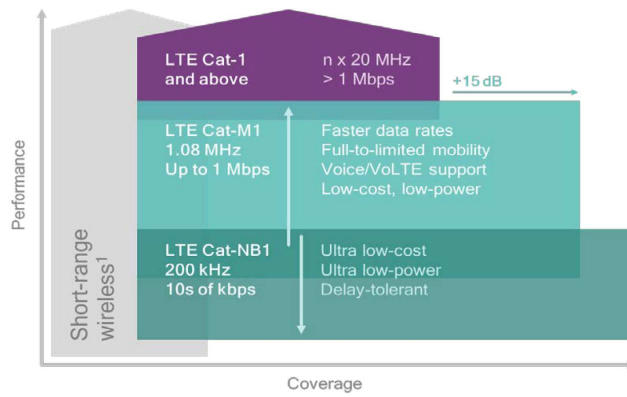 LTE Cat-1
and above
n x 20 MHz
> 1 Mbps
+15 dB
LTE Cat-M1
1.08 MHz
Up to 1 Mbps
Faster data rates
Full-to-limited mobility
Voice/VoLTE support
Low-cost, low-power
LTE Cat-NB1
200 kHz
10s of kbps
Ultra low-cost
Ultra low-power
Delay-tolerant
Short-range
wireless¹
Performance
Coverage